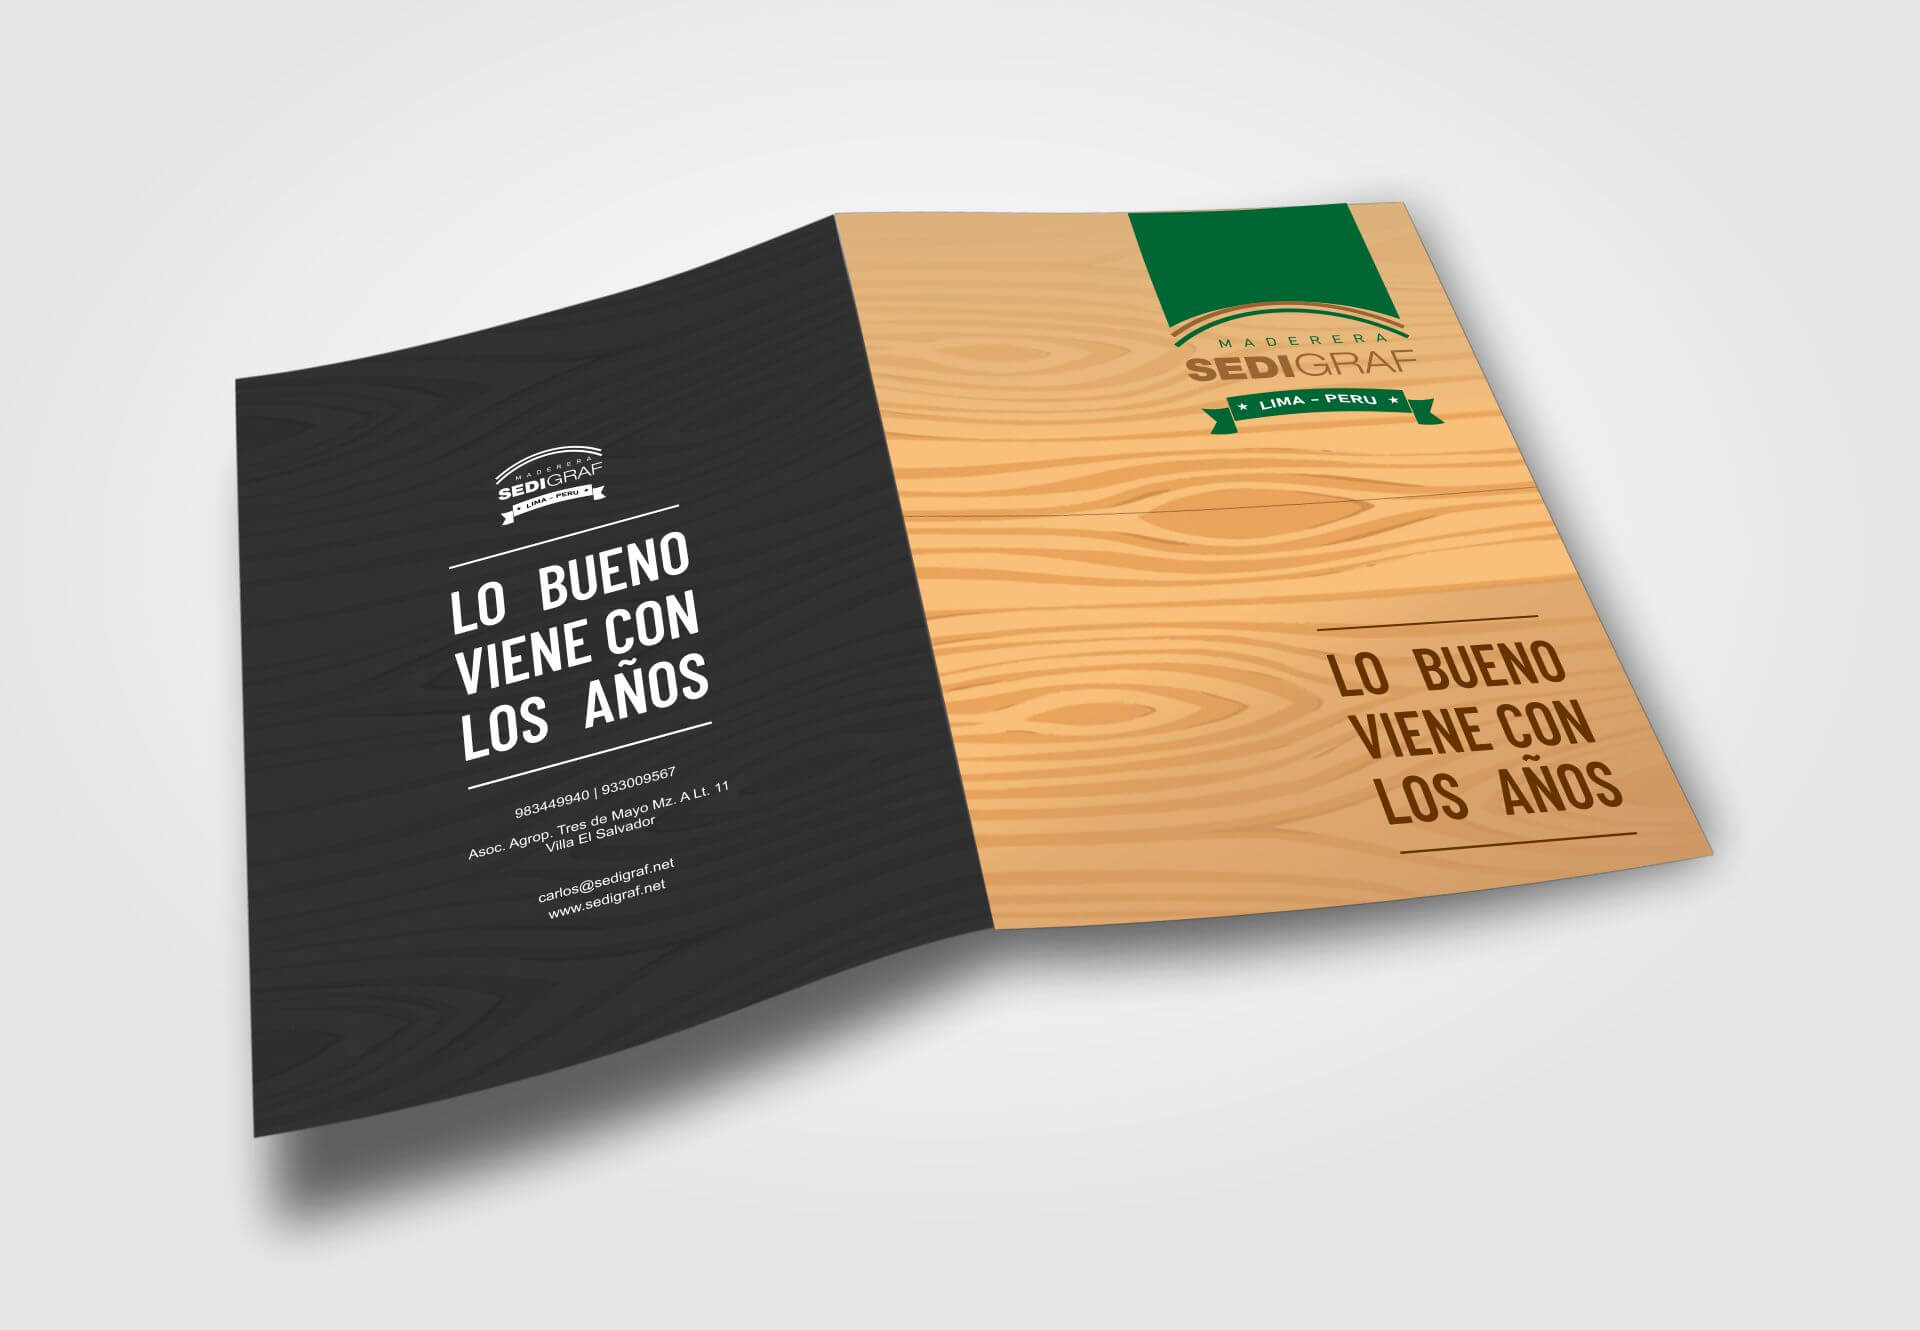 MADERERA
SEDIGRAF
LIMA - PERU
LO BUENO
VIENE CON
LOS AÑOS
983449940 | 933009567
Asoc. Agrop. Tres de Mayo Mz. A Lt. 11
Villa El Salvador
carlos@sedigraf.net
www.sedigraf.net
MADERERA
SEDIGRAF
LIMA - PERU
LO BUENO
VIENE CON
LOS AÑOS